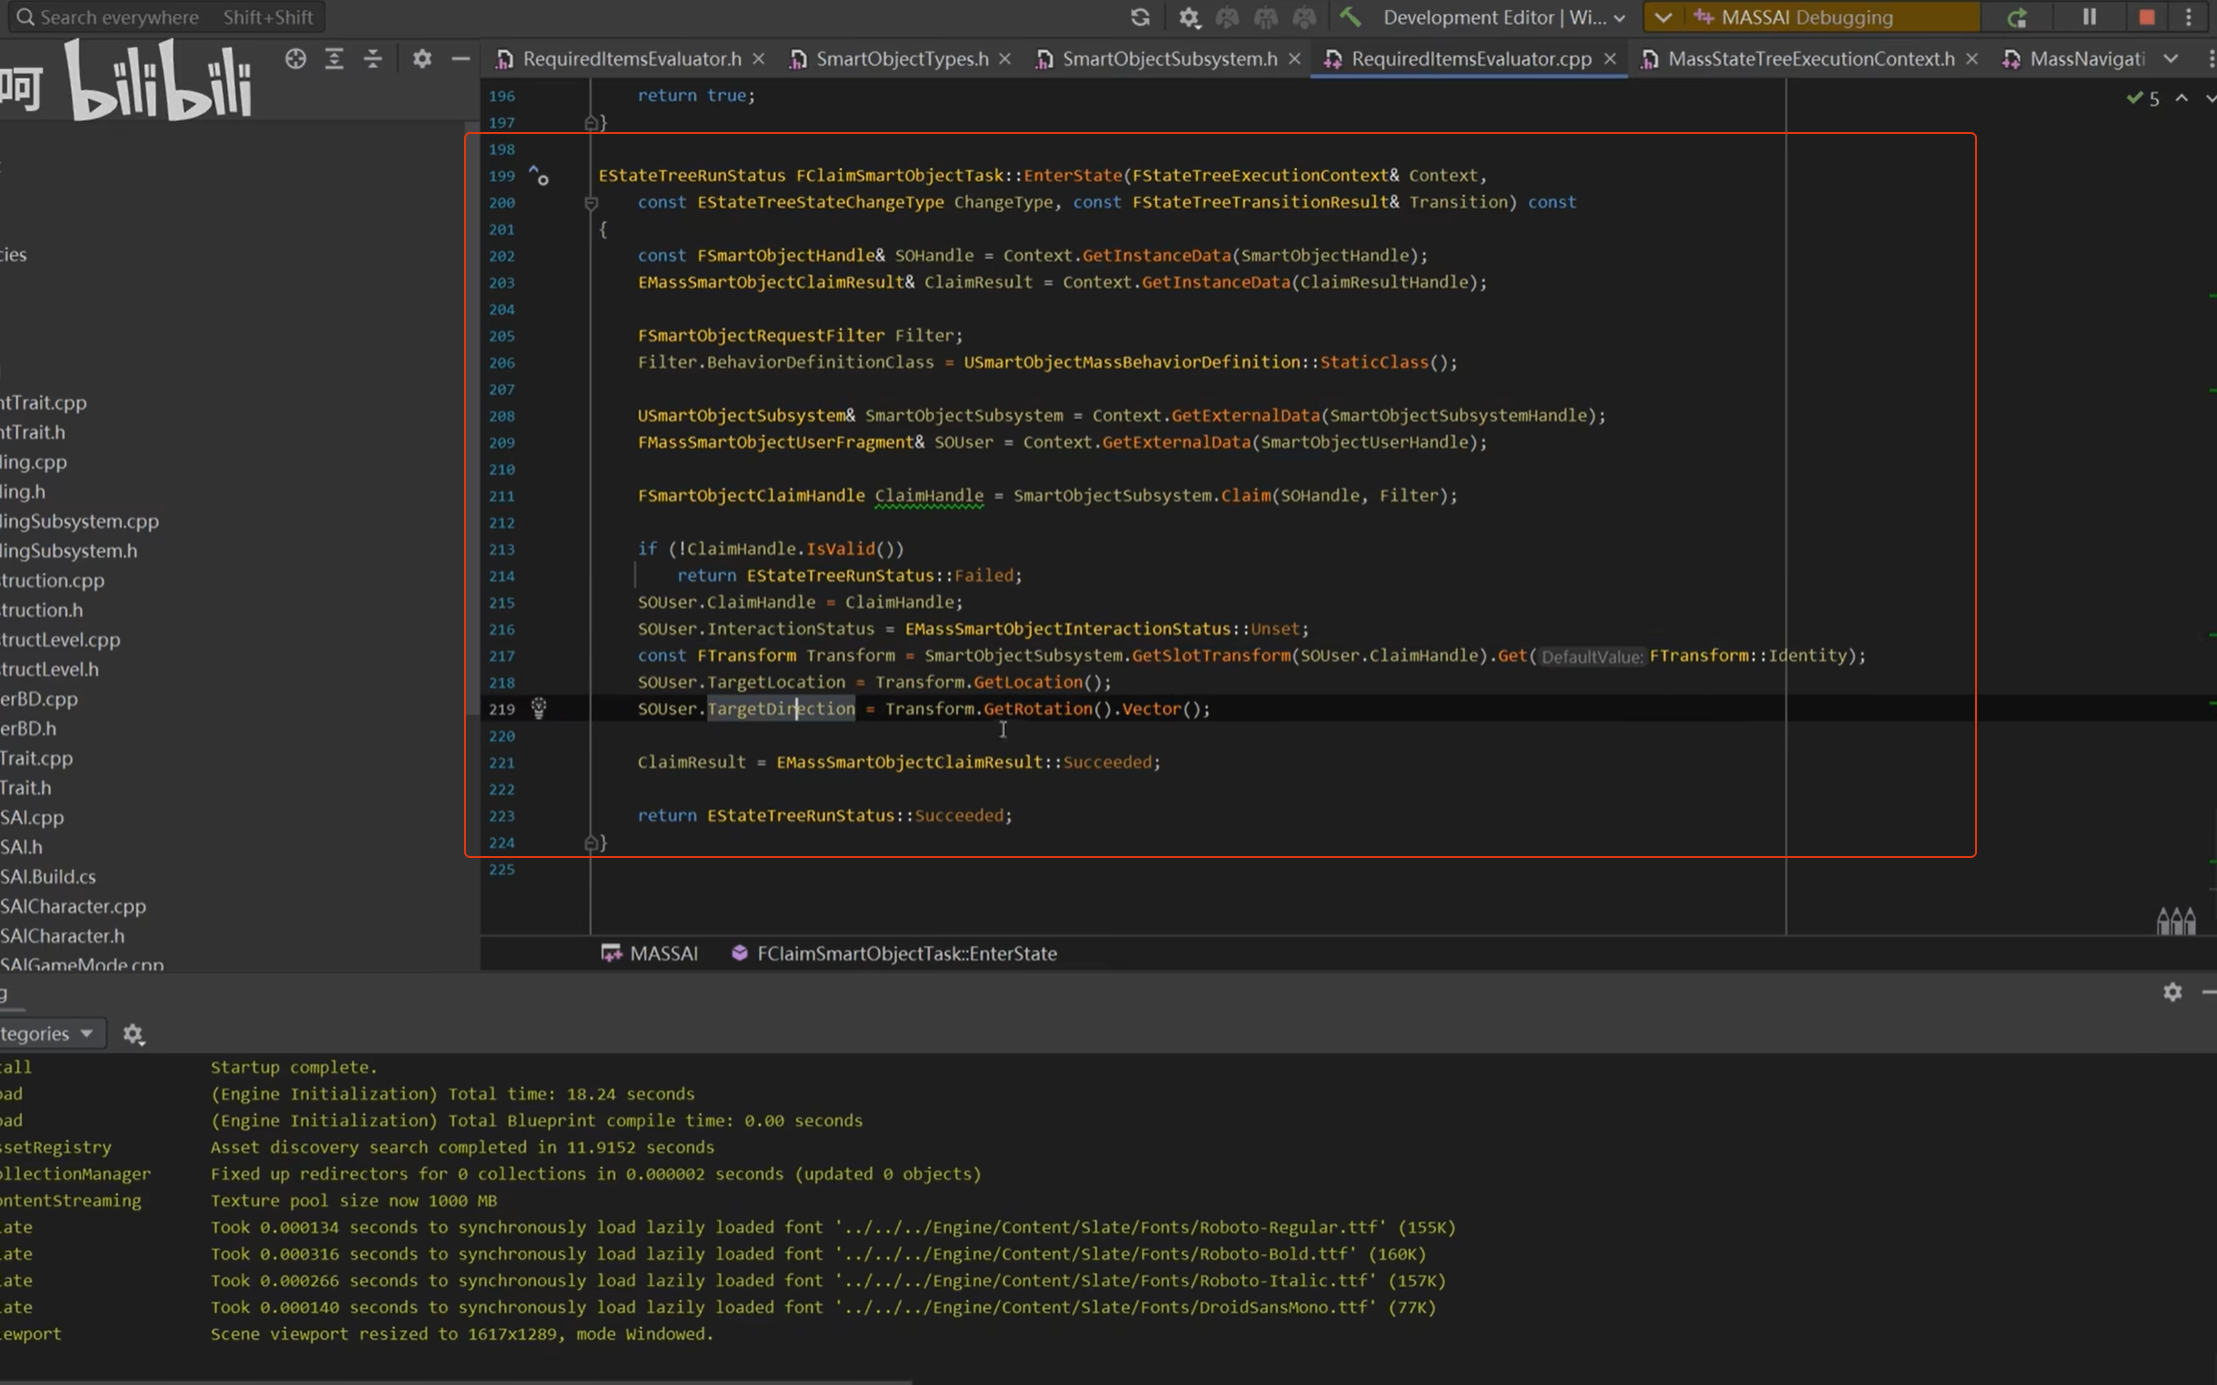 Search everywhere Shift+Shift
Development Editor | Wi...
MASSAI Debugging
呵 bilibili
RequiredItemsEvaluator.h
SmartObjectTypes.h
SmartObjectSubsystem.h
RequiredItemsEvaluator.cpp
MassStateTreeExecutionContext.h
MassNavigati
5
196 return true;
197 }
198
199 EStateTreeRunStatus FClaimSmartObjectTask::EnterState(FStateTreeExecutionContext& Context,
200 const EStateTreeStateChangeType ChangeType, const FStateTreeTransitionResult& Transition) const
201 {
202 const FSmartObjectHandle& SOHandle = Context.GetInstanceData(SmartObjectHandle);
203 EMassSmartObjectClaimResult& ClaimResult = Context.GetInstanceData(ClaimResultHandle);
204
205 FSmartObjectRequestFilter Filter;
206 Filter.BehaviorDefinitionClass = USmartObjectMassBehaviorDefinition::StaticClass();
207
208 USmartObjectSubsystem& SmartObjectSubsystem = Context.GetExternalData(SmartObjectSubsystemHandle);
209 FMassSmartObjectUserFragment& SOUser = Context.GetExternalData(SmartObjectUserHandle);
210
211 FSmartObjectClaimHandle ClaimHandle = SmartObjectSubsystem.Claim(SOHandle, Filter);
212
213 if (!ClaimHandle.IsValid())
214 return EStateTreeRunStatus::Failed;
215 SOUser.ClaimHandle = ClaimHandle;
216 SOUser.InteractionStatus = EMassSmartObjectInteractionStatus::Unset;
217 const FTransform Transform = SmartObjectSubsystem.GetSlotTransform(SOUser.ClaimHandle).Get( DefaultValue: FTransform::Identity);
218 SOUser.TargetLocation = Transform.GetLocation();
219 SOUser.TargetDirection = Transform.GetRotation().Vector();
220
221 ClaimResult = EMassSmartObjectClaimResult::Succeeded;
222
223 return EStateTreeRunStatus::Succeeded;
224 }
225
cies
ntTrait.cpp
ntTrait.h
ding.cpp
ding.h
dingSubsystem.cpp
dingSubsystem.h
truction.cpp
truction.h
tructLevel.cpp
tructLevel.h
erBD.cpp
erBD.h
Trait.cpp
Trait.h
SAI.cpp
SAI.h
SAI.Build.cs
SAICharacter.cpp
SAICharacter.h
SAIGameMode.cpp
MASSAI FClaimSmartObjectTask::EnterState
g
tegories
tall Startup complete.
oad (Engine Initialization) Total time: 18.24 seconds
oad (Engine Initialization) Total Blueprint compile time: 0.00 seconds
ssetRegistry Asset discovery search completed in 11.9152 seconds
ollectionManager Fixed up redirectors for 0 collections in 0.000002 seconds (updated 0 objects)
ontentStreaming Texture pool size now 1000 MB
late Took 0.000134 seconds to synchronously load lazily loaded font '../../../Engine/Content/Slate/Fonts/Roboto-Regular.ttf' (155K)
late Took 0.000316 seconds to synchronously load lazily loaded font '../../../Engine/Content/Slate/Fonts/Roboto-Bold.ttf' (160K)
late Took 0.000266 seconds to synchronously load lazily loaded font '../../../Engine/Content/Slate/Fonts/Roboto-Italic.ttf' (157K)
late Took 0.000140 seconds to synchronously load lazily loaded font '../../../Engine/Content/Slate/Fonts/DroidSansMono.ttf' (77K)
iewport Scene viewport resized to 1617x1289, mode Windowed.